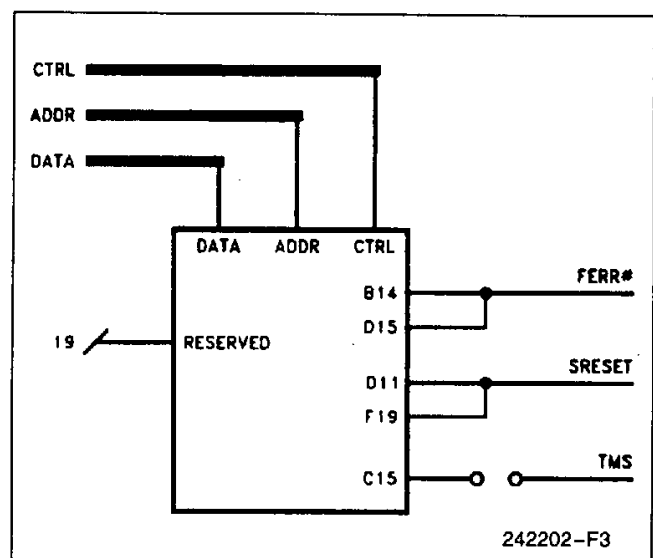 CTRL
ADDR
DATA
DATA ADDR CTRL
B14 FERR#
D15
19 RESERVED
D11 SRESET
F19
C15 TMS
242202-F3